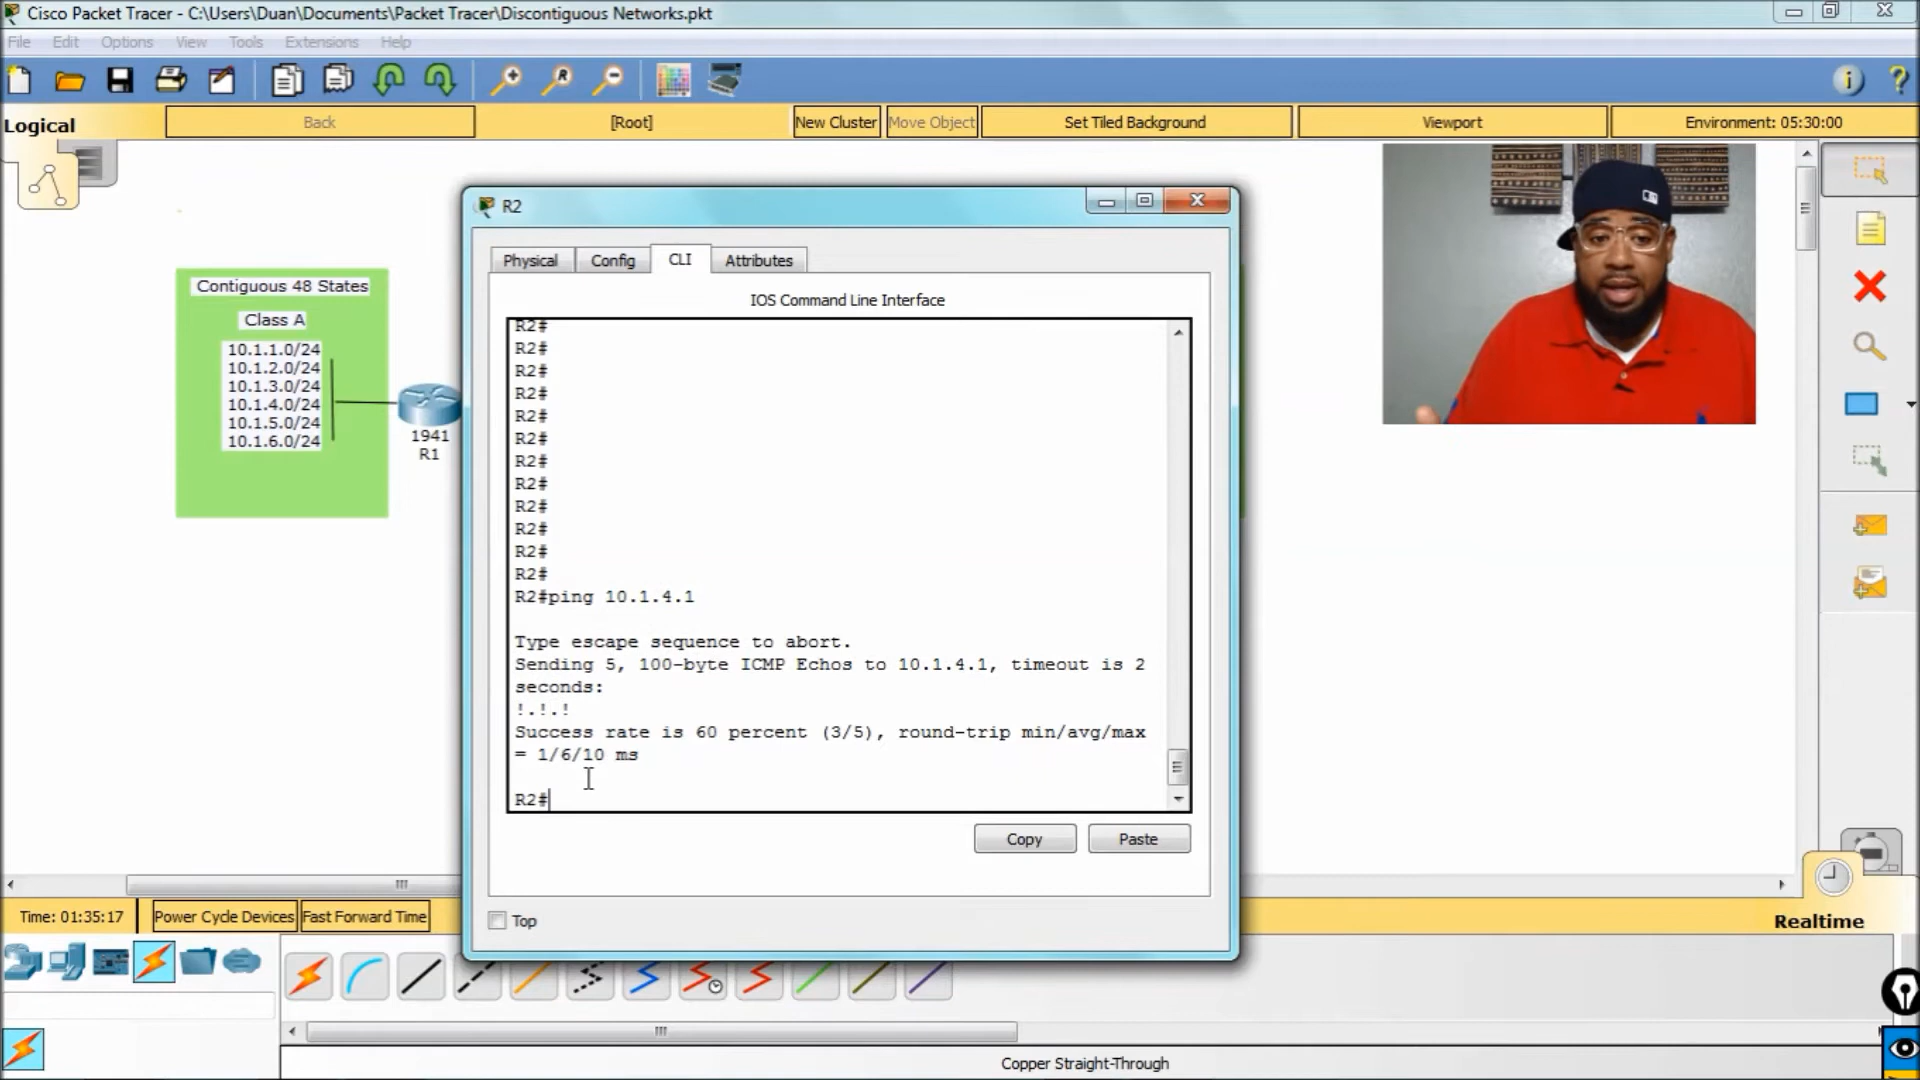 Cisco Packet Tracer - C:\Users\Duan\Documents\Packet Tracer\Discontiguous Networks.pkt
File Edit Options View Tools Extensions Help
Logical
Back
[Root]
New Cluster
Move Object
Set Tiled Background
Viewport
Environment: 05:30:00
Contiguous 48 States
Class A
10.1.1.0/24
10.1.2.0/24
10.1.3.0/24
10.1.4.0/24
10.1.5.0/24
10.1.6.0/24
1941
R1
R2
Physical
Config
CLI
Attributes
IOS Command Line Interface
R2#
R2#
R2#
R2#
R2#
R2#
R2#
R2#
R2#
R2#
R2#
R2#
R2#ping 10.1.4.1
Type escape sequence to abort.
Sending 5, 100-byte ICMP Echos to 10.1.4.1, timeout is 2
seconds:
!.!.!
Success rate is 60 percent (3/5), round-trip min/avg/max
= 1/6/10 ms
R2#
Copy
Paste
Top
Time: 01:35:17
Power Cycle Devices
Fast Forward Time
Realtime
Copper Straight-Through